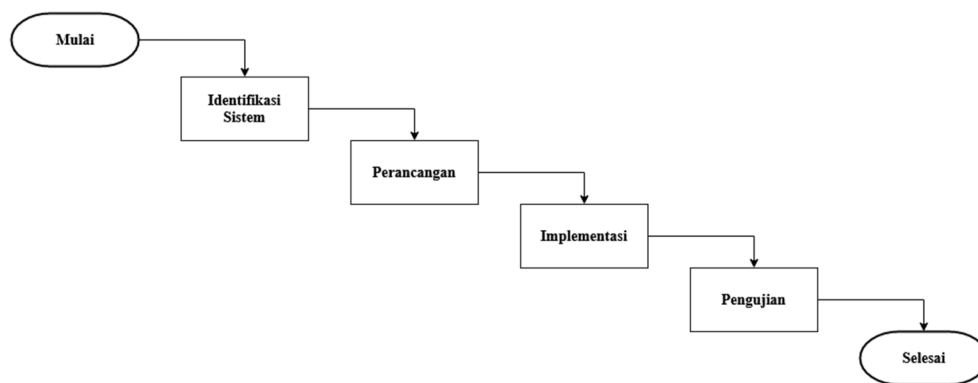 Mulai
Identifikasi
Sistem
Perancangan
Implementasi
Pengujian
Selesai